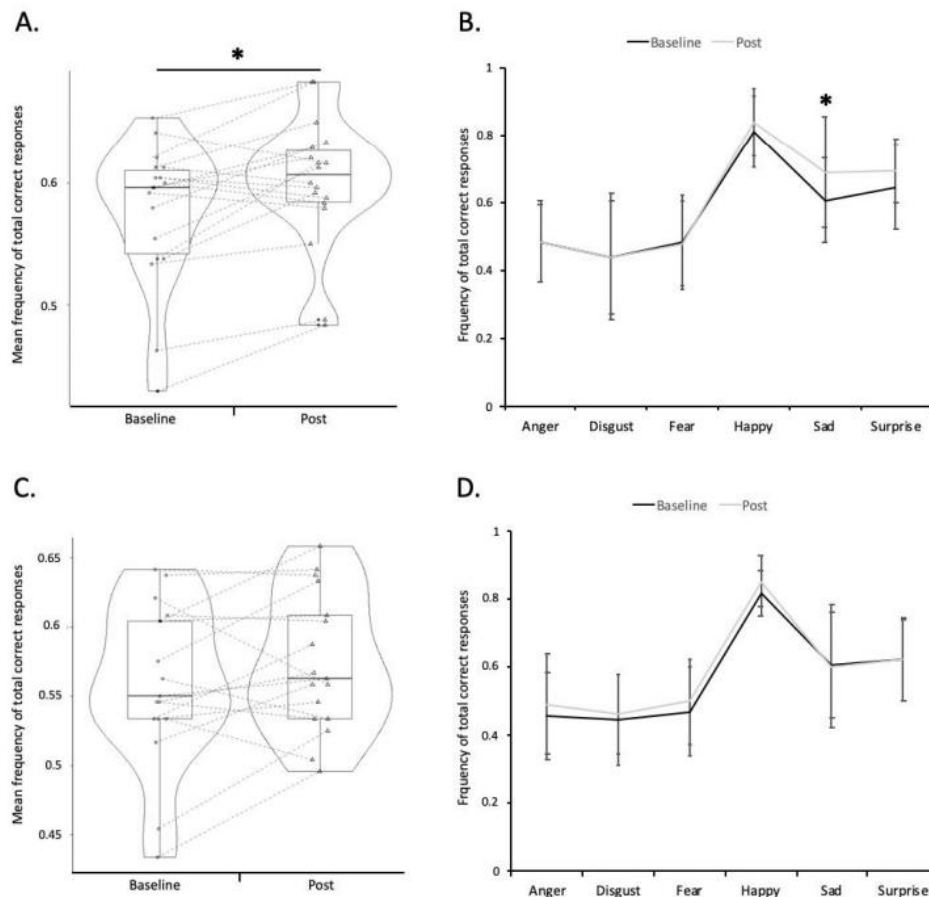 A.
*
Mean frequency of total correct responses
0.6
0.5
Baseline
Post
B.
Baseline
Post
*
Frquency of total correct responses
1
0.8
0.6
0.4
0.2
0
Anger
Disgust
Fear
Happy
Sad
Surprise
C.
Mean frequency of total correct responses
0.65
0.6
0.55
0.5
0.45
Baseline
Post
D.
Baseline
Post
Frquency of total correct responses
1
0.8
0.6
0.4
0.2
0
Anger
Disgust
Fear
Happy
Sad
Surprise